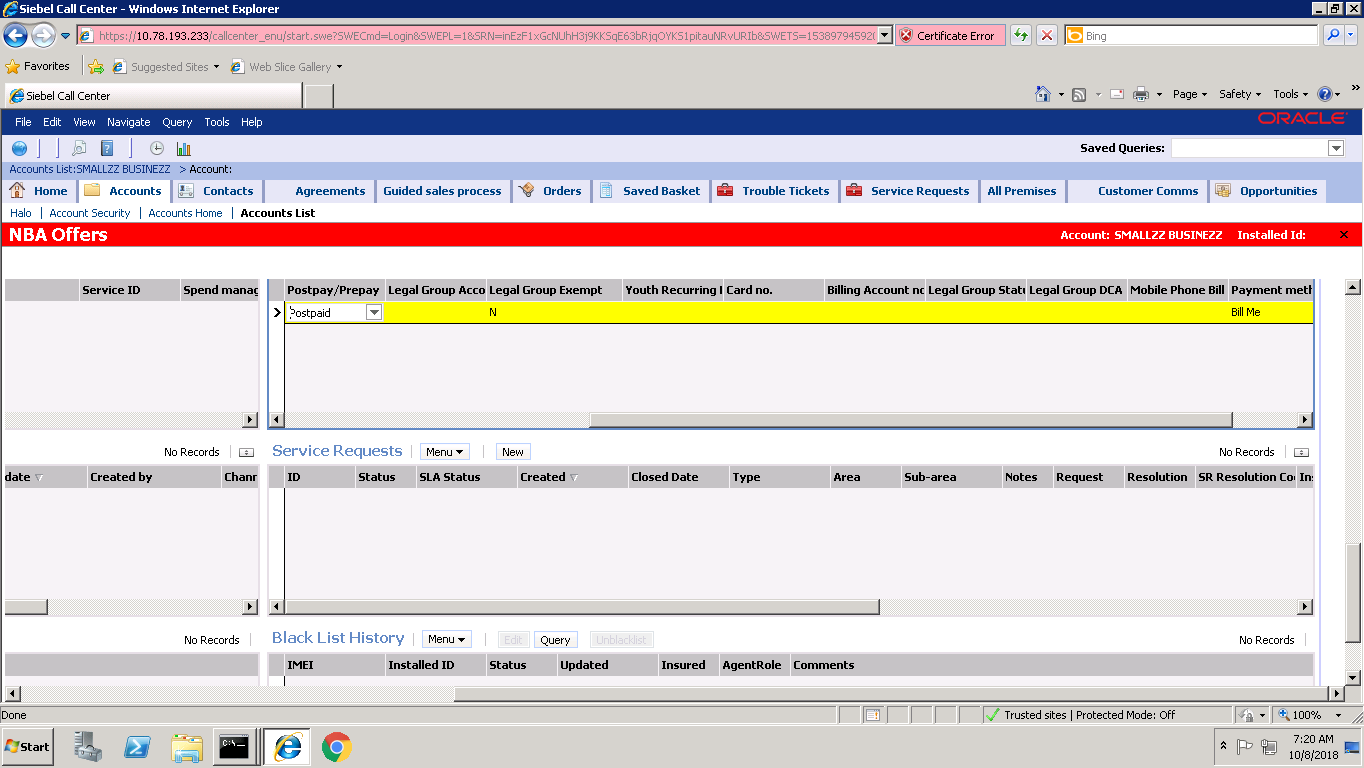 Siebel Call Center - Windows Internet Explorer
https://10.78.193.233/callcenter_enu/start.swe?SWECmd=Login&SWEPL=1&SRN=inEzF1xGcNUhH3j9KKSqE63bRjqOYKS1pitauNRvURIb&SWETS=153897945920
Certificate Error
Bing
Favorites Suggested Sites Web Slice Gallery
Siebel Call Center Page Safety Tools
File Edit View Navigate Query Tools Help ORACLE
Saved Queries:
Accounts List:SMALLZZ BUSINEZZ > Account:
Home Accounts Contacts Agreements Guided sales process Orders Saved Basket Trouble Tickets Service Requests All Premises Customer Comms Opportunities
Halo Account Security Accounts Home Accounts List
NBA Offers Account: SMALLZZ BUSINEZZ Installed Id:
Service ID Spend manag Postpay/Prepay Legal Group Acco Legal Group Exempt Youth Recurring Card no. Billing Account no Legal Group Stat Legal Group DCA Mobile Phone Bill Payment meth
Postpaid N Bill Me
No Records Service Requests Menu New No Records
date Created by Chann ID Status SLA Status Created Closed Date Type Area Sub-area Notes Request Resolution SR Resolution Co Ins
No Records Black List History Menu Edit Query Unblacklist No Records
IMEI Installed ID Status Updated Insured AgentRole Comments
Done Trusted sites | Protected Mode: Off 100%
Start 7:20 AM
10/8/2018